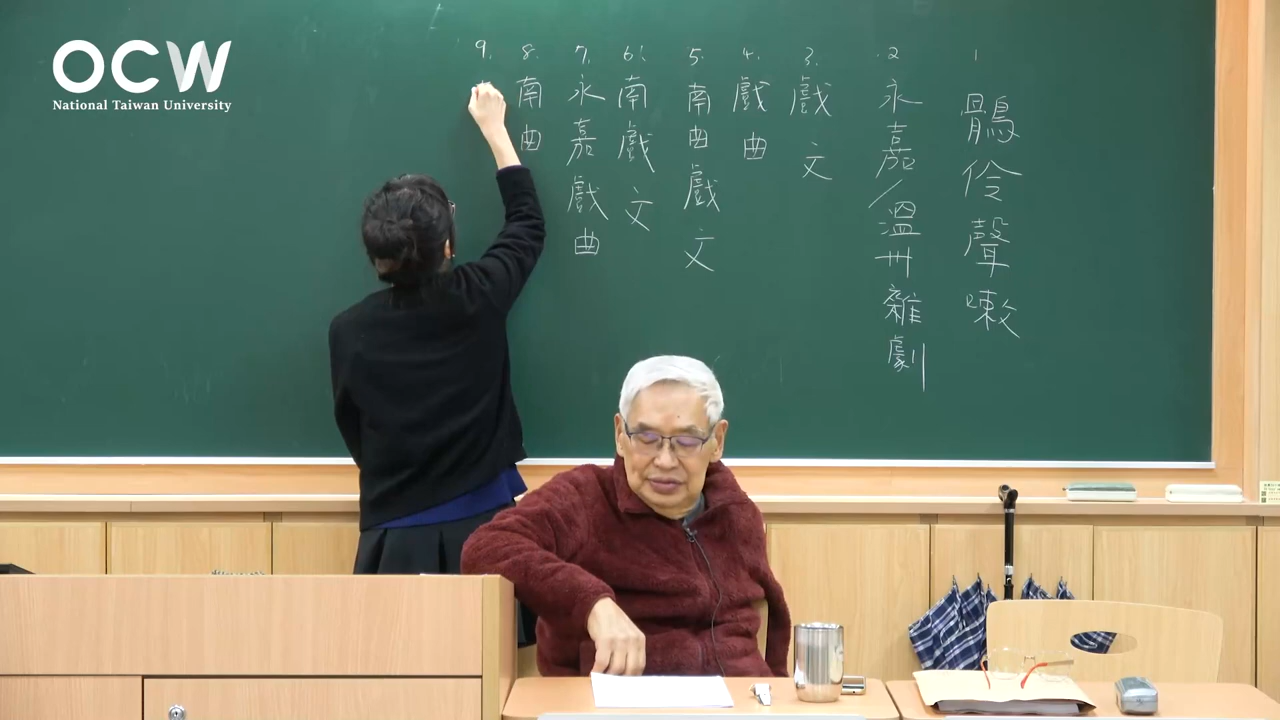 OCW
National Taiwan University
1 鶻伶聲嗽
2 永嘉/溫州雜劇
3. 戲文
4. 戲曲
5. 南曲戲文
6. 南戲文
7. 永嘉戲曲
8. 南曲
9.